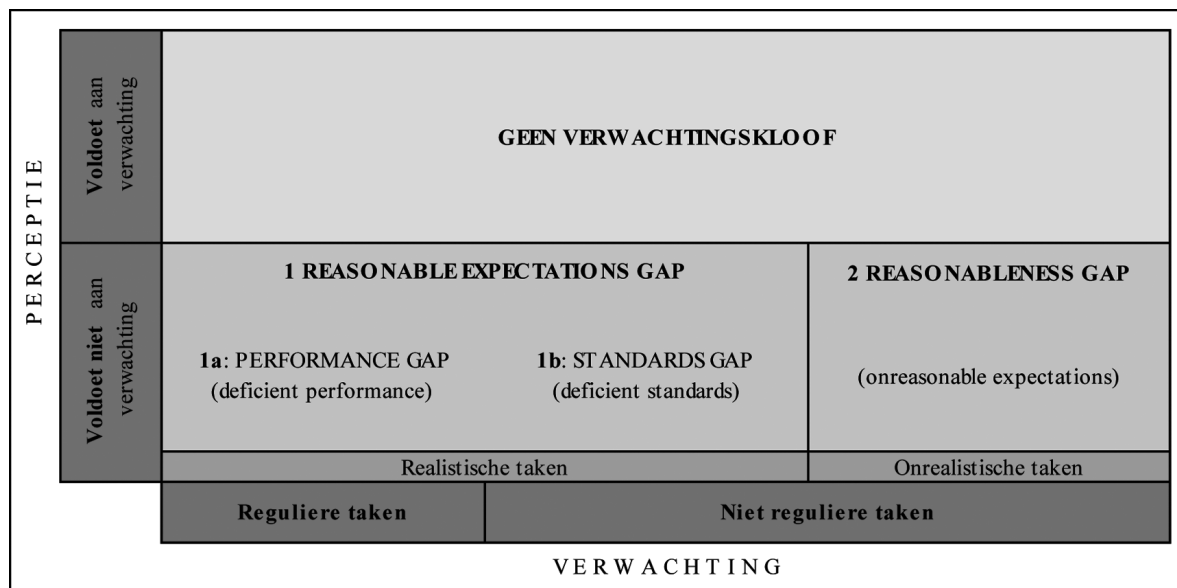 PERCEPTIE
Voldoet aan
verwachting
GEEN VERWACHTINGSKLOOF
Voldoet niet aan
verwachting
1 REASONABLE EXPECTATIONS GAP
2 REASONABLENESS GAP
1a: PERFORMANCE GAP
(deficient performance)
1b: STANDARDS GAP
(deficient standards)
(onreasonable expectations)
Realistische taken
Onrealistische taken
Reguliere taken
Niet reguliere taken
VERWACHTING